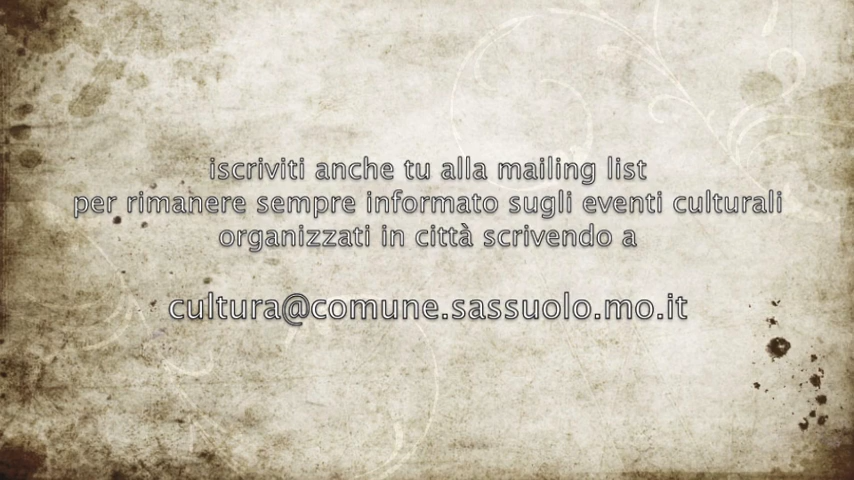 iscriviti anche tu alla mailing list
per rimanere sempre informato sugli eventi culturali
organizzati in città scrivendo a
cultura@comune.sassuolo.mo.it